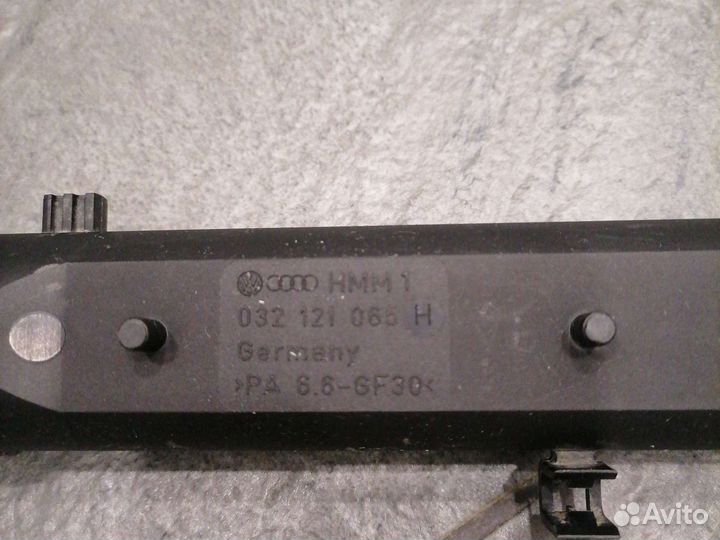 HMM 1
032 121 065 H
Germany
>PA 6.6-GF30<
Avito